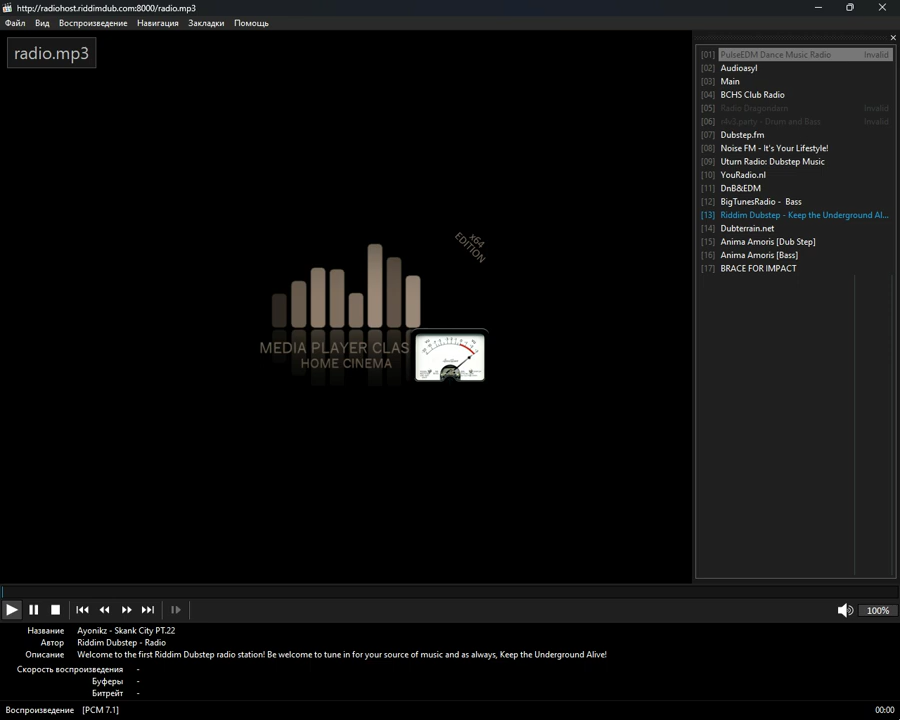 http://radiohost.riddimdub.com:8000/radio.mp3
Файл Вид Воспроизведение Навигация Закладки Помощь
radio.mp3
[01] PulseEDM Dance Music Radio Invalid
[02] Audioasyl
[03] Main
[04] BCHS Club Radio
[05] Radio Dragondarn Invalid
[06] x4v3.party - Drum and Bass Invalid
[07] Dubstep.fm
[08] Noise FM - It's Your Lifestyle!
[09] Uturn Radio: Dubstep Music
[10] YouRadio.nl
[11] DnB&EDM
[12] BigTunesRadio - Bass
[13] Riddim Dubstep - Keep the Underground Al...
[14] Dubterrain.net
[15] Anima Amoris [Dub Step]
[16] Anima Amoris [Bass]
[17] BRACE FOR IMPACT
x64
EDITION
MEDIA PLAYER CLAS
HOME CINEMA
100%
Название Ayonikz - Skank City PT.22
Автор Riddim Dubstep - Radio
Описание Welcome to the first Riddim Dubstep radio station! Be welcome to tune in for your source of music and as always, Keep the Underground Alive!
Скорость воспроизведения -
Буферы -
Битрейт -
Воспроизведение [PCM 7.1] 00:00